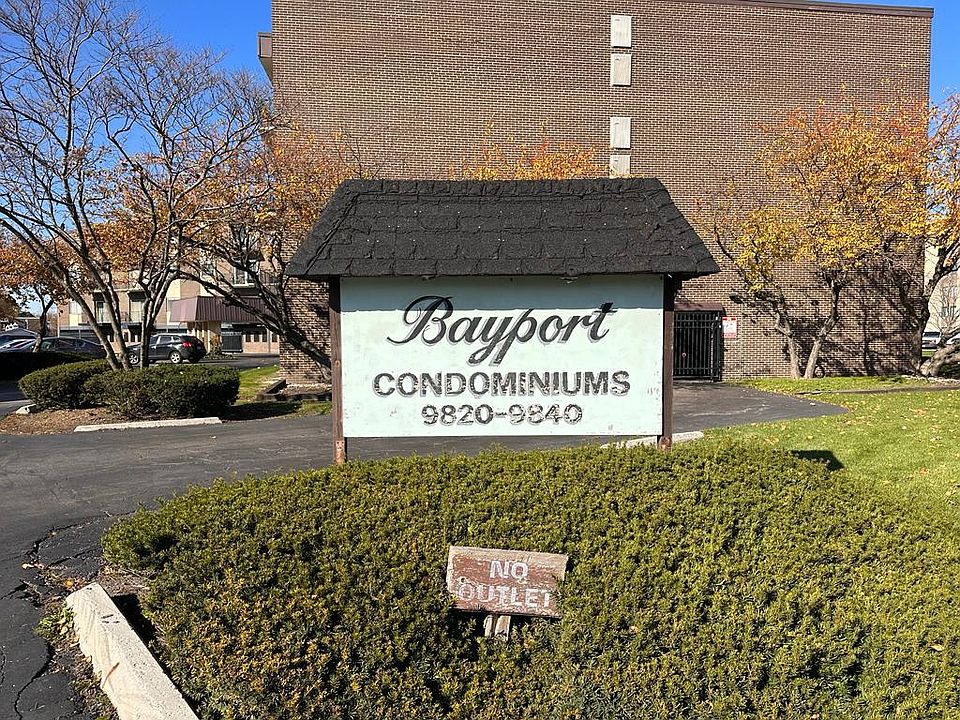 Bayport
CONDOMINIUMS
9820-9840
NO
OUTLET